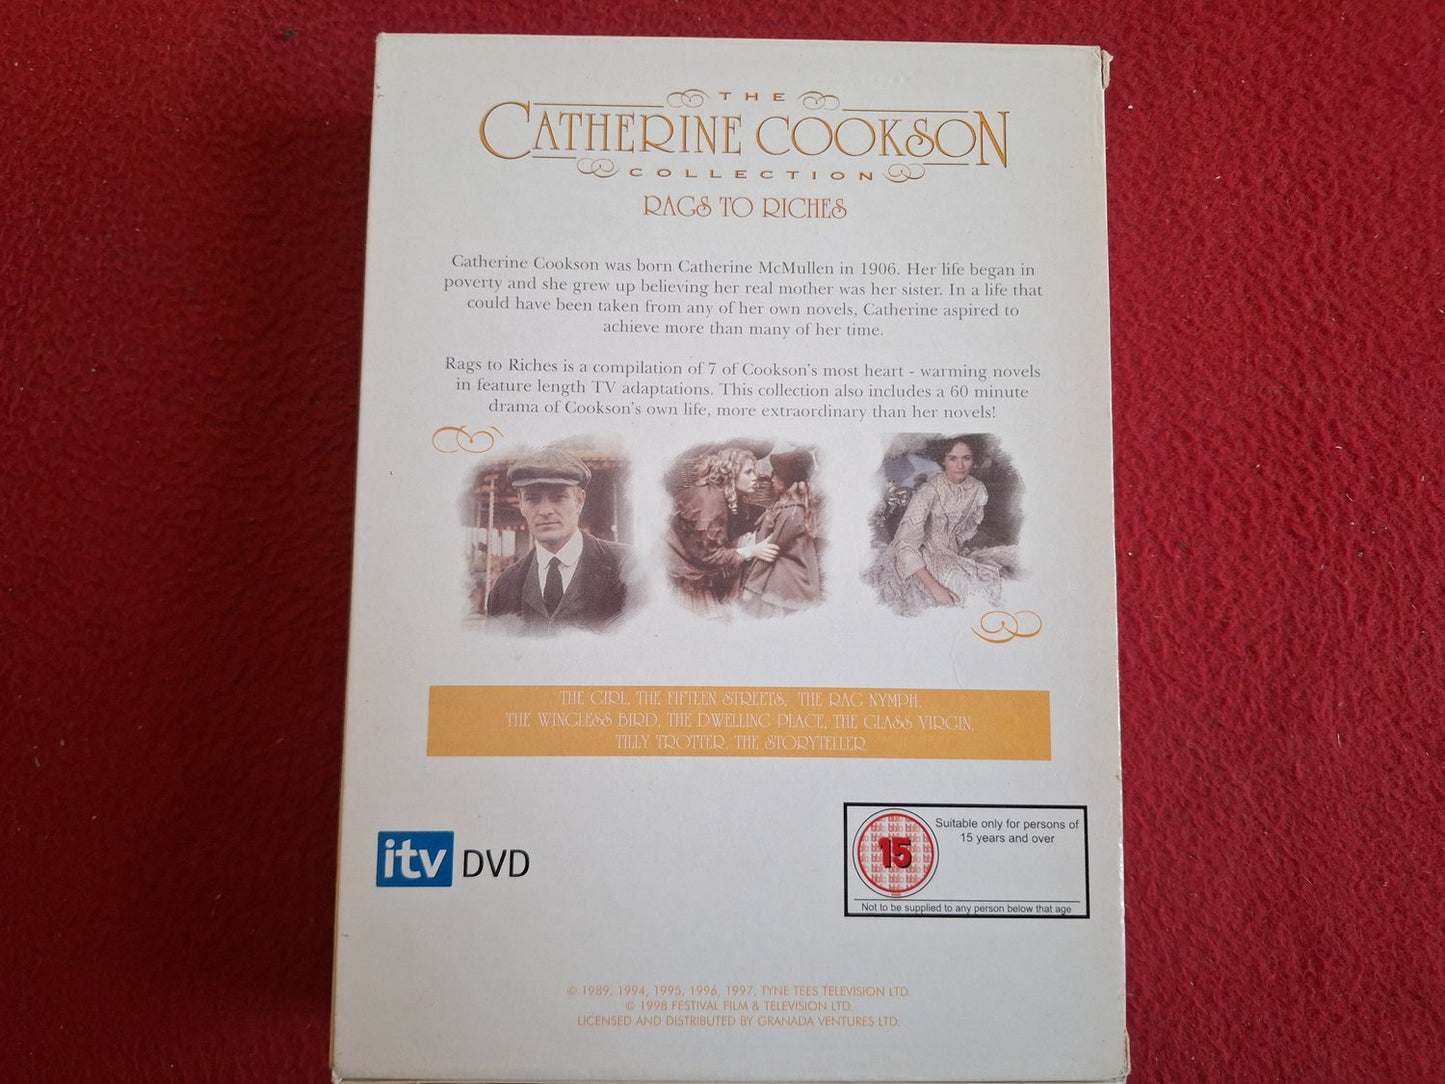 THE
CATHERINE COOKSON
COLLECTION
RAGS TO RICHES
Catherine Cookson was born Catherine McMullen in 1906. Her life began in
poverty and she grew up believing her real mother was her sister. In a life that
could have been taken from any of her own novels, Catherine aspired to
achieve more than many of her time.
Rags to Riches is a compilation of 7 of Cookson's most heart - warming novels
in feature length TV adaptations. This collection also includes a 60 minute
drama of Cookson's own life, more extraordinary than her novels!
THE GIRL, THE FIFTEEN STREETS, THE RAG NYMPH,
THE WINGLESS BIRD, THE DWELLING PLACE, THE GLASS VIRGIN,
TILLY TROTTER, THE STORYTELLER
itv DVD
15
Suitable only for persons of
15 years and over
Not to be supplied to any person below that age
© 1989, 1994, 1995, 1996, 1997, TYNE TEES TELEVISION LTD.
© 1998 FESTIVAL FILM & TELEVISION LTD.
LICENSED AND DISTRIBUTED BY GRANADA VENTURES LTD.